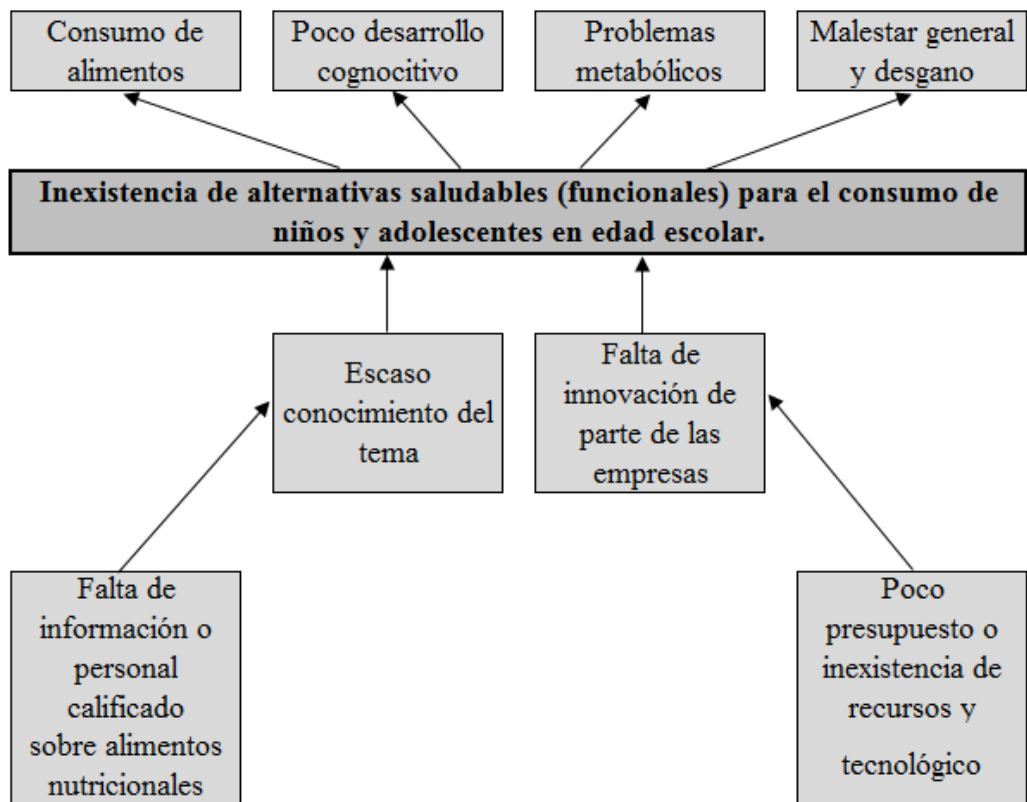 Consumo de
alimentos
Poco desarrollo
cognocitivo
Problemas
metabólicos
Malestar general
y desgano
Inexistencia de alternativas saludables (funcionales) para el consumo de
niños y adolescentes en edad escolar.
Escaso
conocimiento del
tema
Falta de
innovación de
parte de las
empresas
Falta de
información o
personal
calificado
sobre alimentos
nutricionales
Poco
presupuesto o
inexistencia de
recursos y
tecnológico